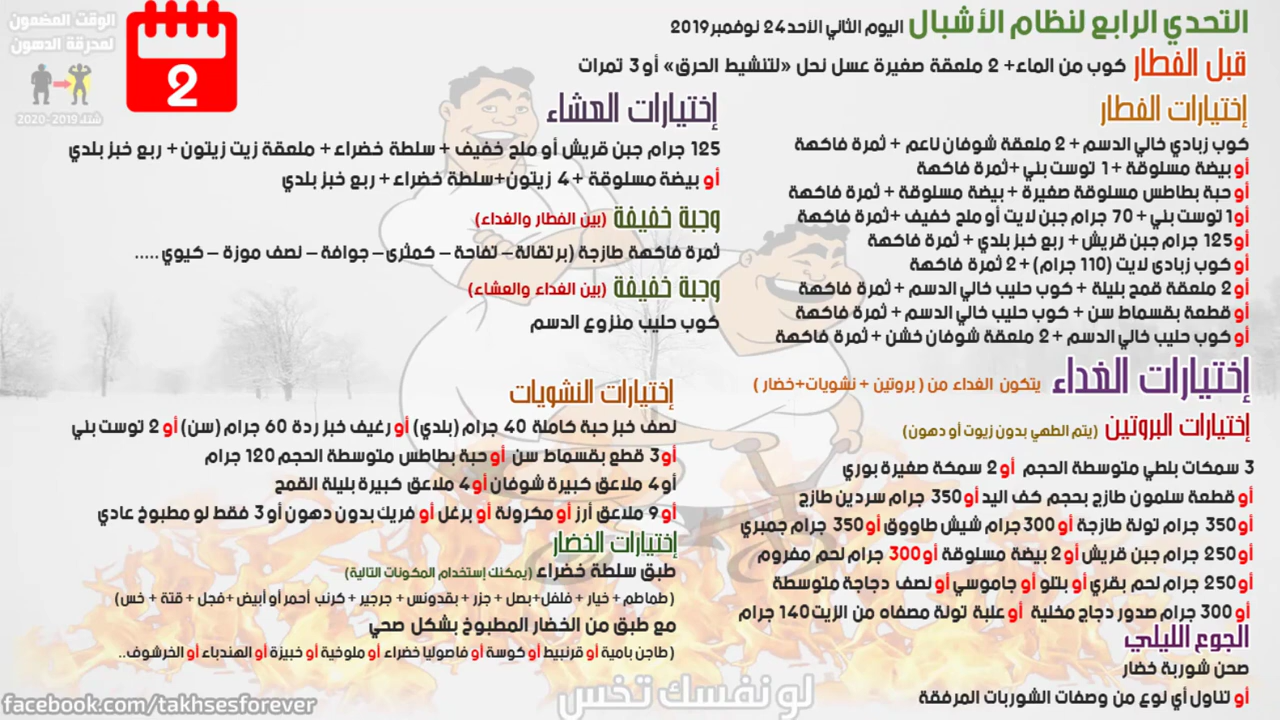 التحدي الرابع لنظام الأشبال اليوم الثاني الأحد 24 نوفمبر 2019
قبل الفطار كوب من الماء+ 2 ملعقة صغيرة عسل نحل «لتنشيط الحرق» أو 3 تمرات
إختيارات الفطار
كوب زبادي خالي الدسم + 2 ملعقة شوفان ناعم + ثمرة فاكهة
أو بيضة مسلوقة + 1 توست بلي +ثمرة فاكهة
أو حبة بطاطس مسلوقة صغيرة + بيضة مسلوقة + ثمرة فاكهة
أو 1 توست بلي + 70 جرام جبن لايت أو ملح خفيف +ثمرة فاكهة
أو 125 جرام جبن قريش + ربع خبز بلدي + ثمرة فاكهة
أو كوب زبادى لايت (110 جرام) + 2 ثمرة فاكهة
أو 2 ملعقة قمح بليلة + كوب حليب خالي الدسم + ثمرة فاكهة
أو قطعة بقسماط سن + كوب حليب خالي الدسم + ثمرة فاكهة
أو كوب حليب خالي الدسم + 2 ملعقة شوفان خشن + ثمرة فاكهة
إختيارات الغداء يتكون الغداء من ( بروتين + نشويات+خضار )
إختيارات البروتين (يتم الطهي بدون زيوت أو دهون)
3 سمكات بلطي متوسطة الحجم أو 2 سمكة صغيرة بوري
أو قطعة سلمون طازج بحجم كف اليد أو 350 جرام سردين طازج
أو 350 جرام تولة طازجة أو 300 جرام شيش طاووق أو 350 جرام جمبري
أو 250 جرام جبن قريش أو 2 بيضة مسلوقة أو 300 جرام لحم مفروم
أو 250 جرام لحم بقري أو بتلو أو جاموسي أو لصف دجاجة متوسطة
أو 300 جرام صدور دجاج مخلية أو علبة تولة مصفاه من الزيت 140 جرام
الجوع الليلي
صحن شوربة خضار
أو تناول أي لوع من وصفات الشوربات المرفقة
إختيارات العشاء
125 جرام جبن قريش أو ملح خفيف + سلطة خضراء + ملعقة زيت زيتون + ربع خبز بلدي
أو بيضة مسلوقة + 4 زيتون+سلطة خضراء + ربع خبز بلدي
وجبة خفيفة (بين الفطار والغداء)
ثمرة فاكهة طازجة (برتقالة – تفاحة – كمثرى – جوافة – لصف موزة – كيوي .....
وجبة خفيفة (بين الغداء والعشاء)
كوب حليب منزوع الدسم
إختيارات النشويات
لصف خبز حبة كاملة 40 جرام (بلدي) أو رغيف خبز ردة 60 جرام (سن) أو 2 توست بلي
أو 3 قطع بقسماط سن أو حبة بطاطس متوسطة الحجم 120 جرام
أو 4 ملاعق كبيرة شوفان أو 4 ملاعق كبيرة بليلة القمح
أو 9 ملاعق أرز أو مكرولة أو برغل أو فريك بدون دهون أو 3 فقط لو مطبوخ عادي
إختيارات الخضار
طبق سلطة خضراء (يمكنك إستخدام المكونات التالية)
(طماطم + خيار + فلفل+بصل + جزر + بقدونس + جرجير + كرنب أحمر أو أبيض +فجل + قتة + خس)
مع طبق من الخضار المطبوخ بشكل صحي
(طاجن بامية أو قرنبيط أو كوسة أو فاصوليا خضراء أو ملوخية أو خبيزة أو الهندباء أو الخرشوف..
الوقت المضمون
لمحرقة الدهون
شتاء 2019-2020
2
لو نفسك تخس
facebook.com/takhsesforever